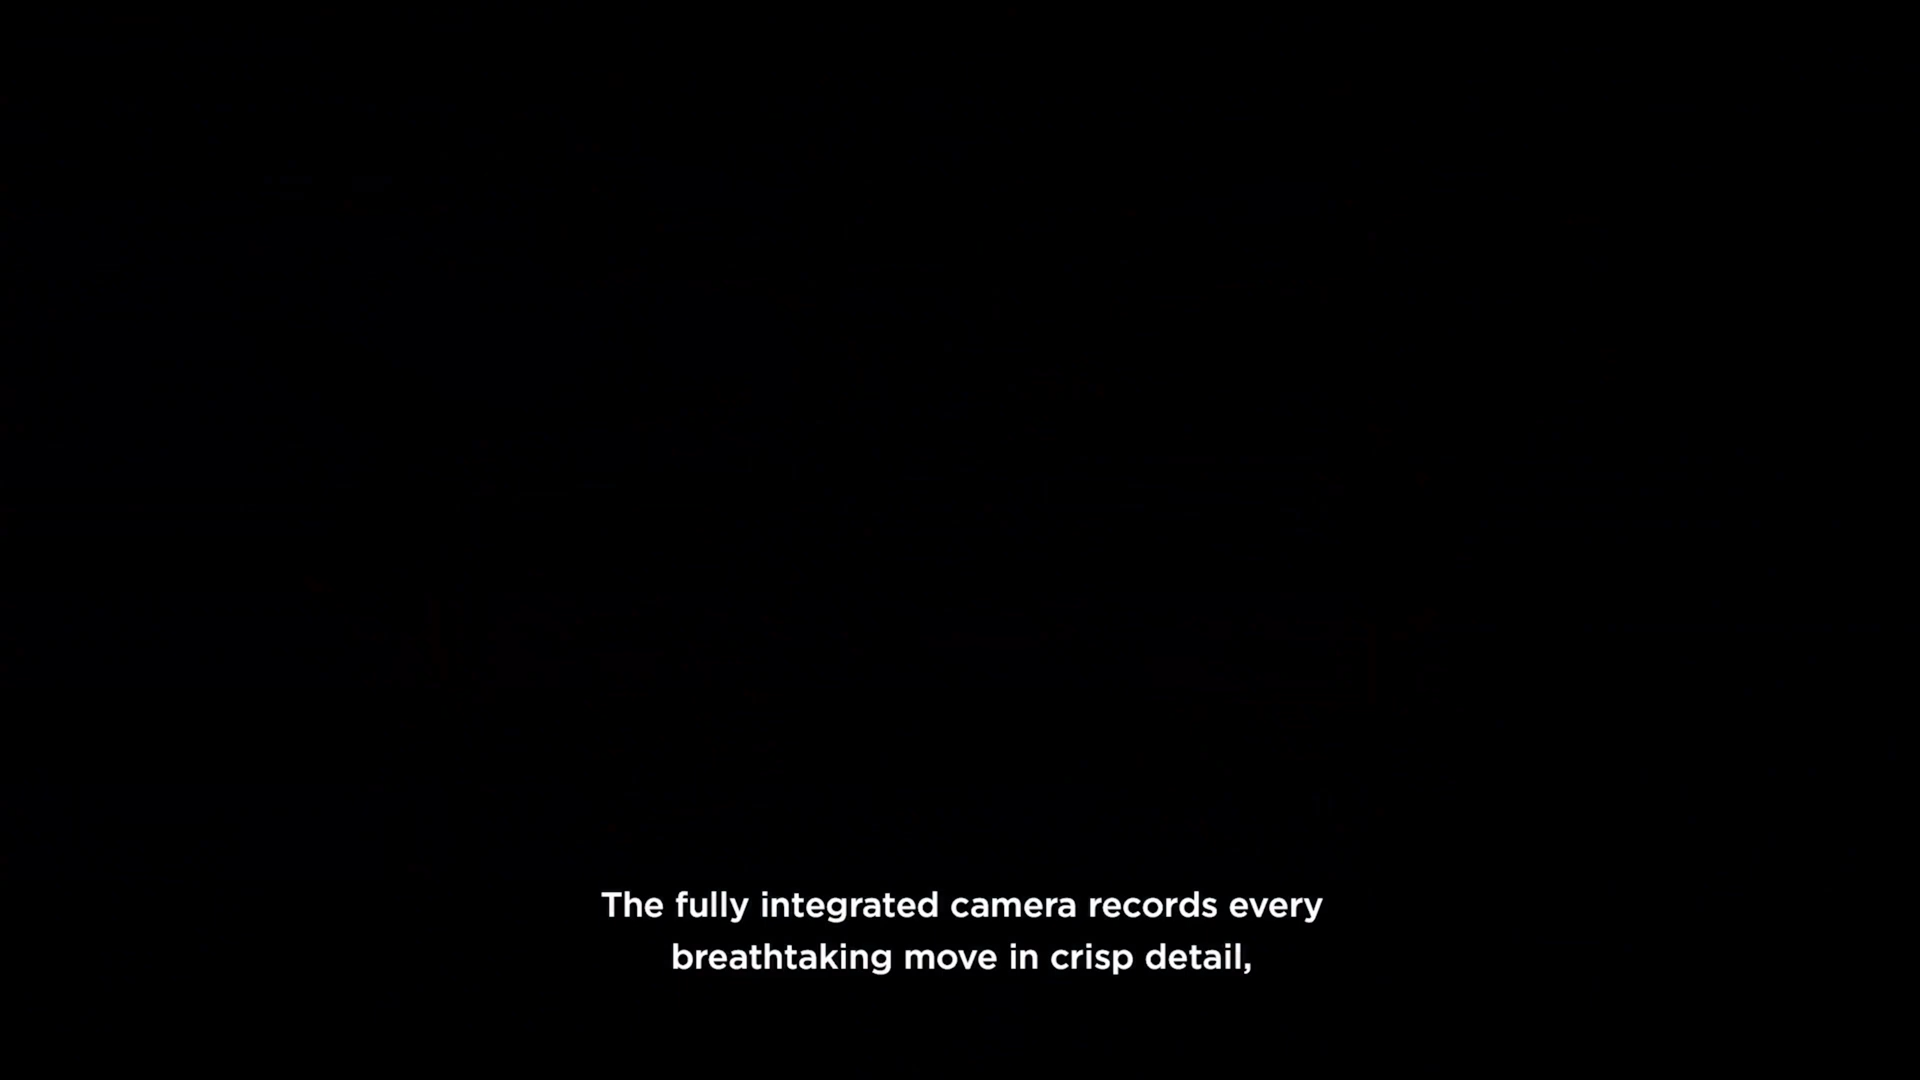 The fully integrated camera records every
breathtaking move in crisp detail,